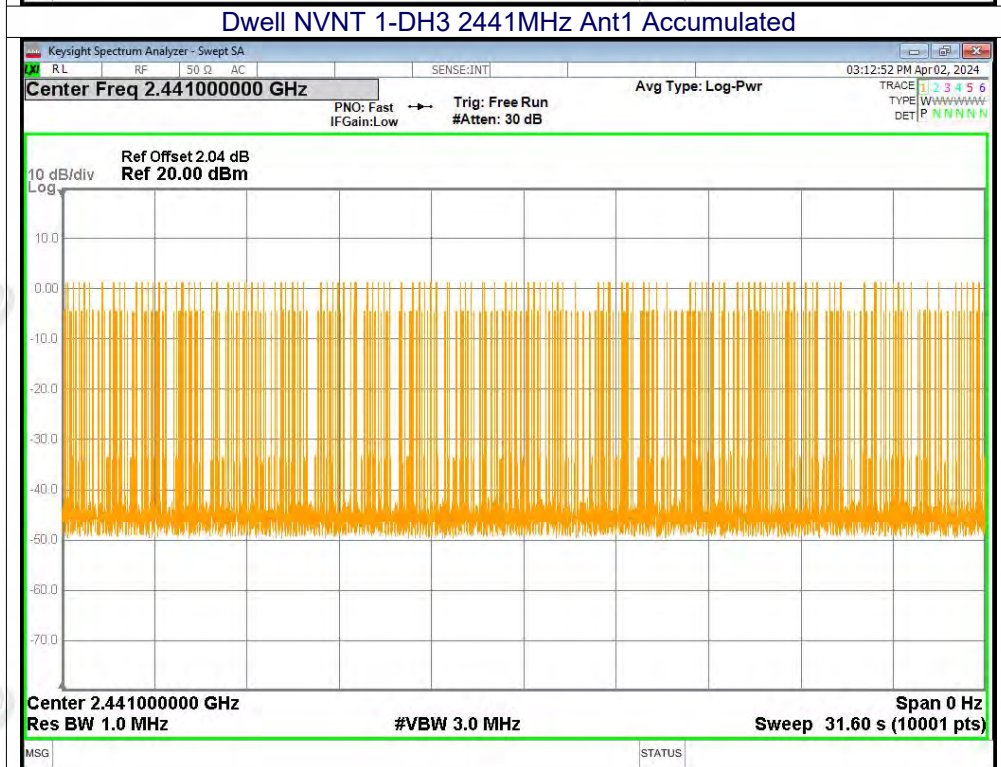 Dwell NVNT 1-DH3 2441MHz Ant1 Accumulated
Keysight Spectrum Analyzer - Swept SA
LXI RL RF 50 Ω AC SENSE:INT 03:12:52 PM Apr 02, 2024
Center Freq 2.441000000 GHz PNO: Fast Trig: Free Run Avg Type: Log-Pwr TRACE 1 2 3 4 5 6
TYPE WWWWWW
IFGain:Low #Atten: 30 dB DET P N N N N N
Ref Offset 2.04 dB
10 dB/div Ref 20.00 dBm
Log
10.0
0.00
-10.0
-20.0
-30.0
-40.0
-50.0
-60.0
-70.0
Center 2.441000000 GHz Span 0 Hz
Res BW 1.0 MHz #VBW 3.0 MHz Sweep 31.60 s (10001 pts)
MSG STATUS